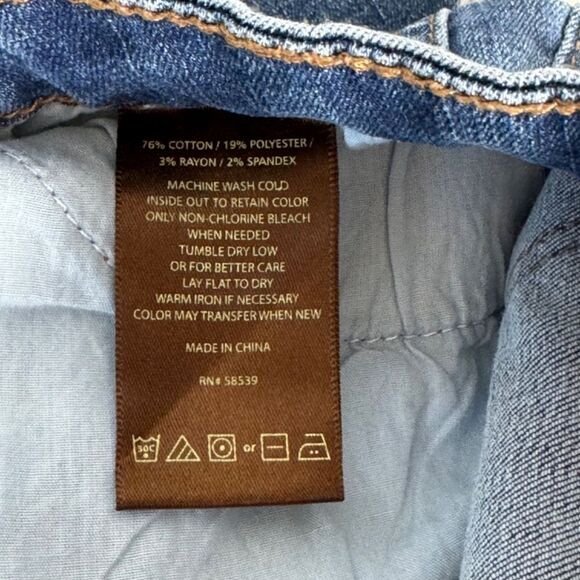 76% COTTON / 19% POLYESTER /
3% RAYON / 2% SPANDEX
MACHINE WASH COLD
INSIDE OUT TO RETAIN COLOR
ONLY NON-CHLORINE BLEACH
WHEN NEEDED
TUMBLE DRY LOW
OR FOR BETTER CARE
LAY FLAT TO DRY
WARM IRON IF NECESSARY
COLOR MAY TRANSFER WHEN NEW
MADE IN CHINA
RN# 58539
30C or